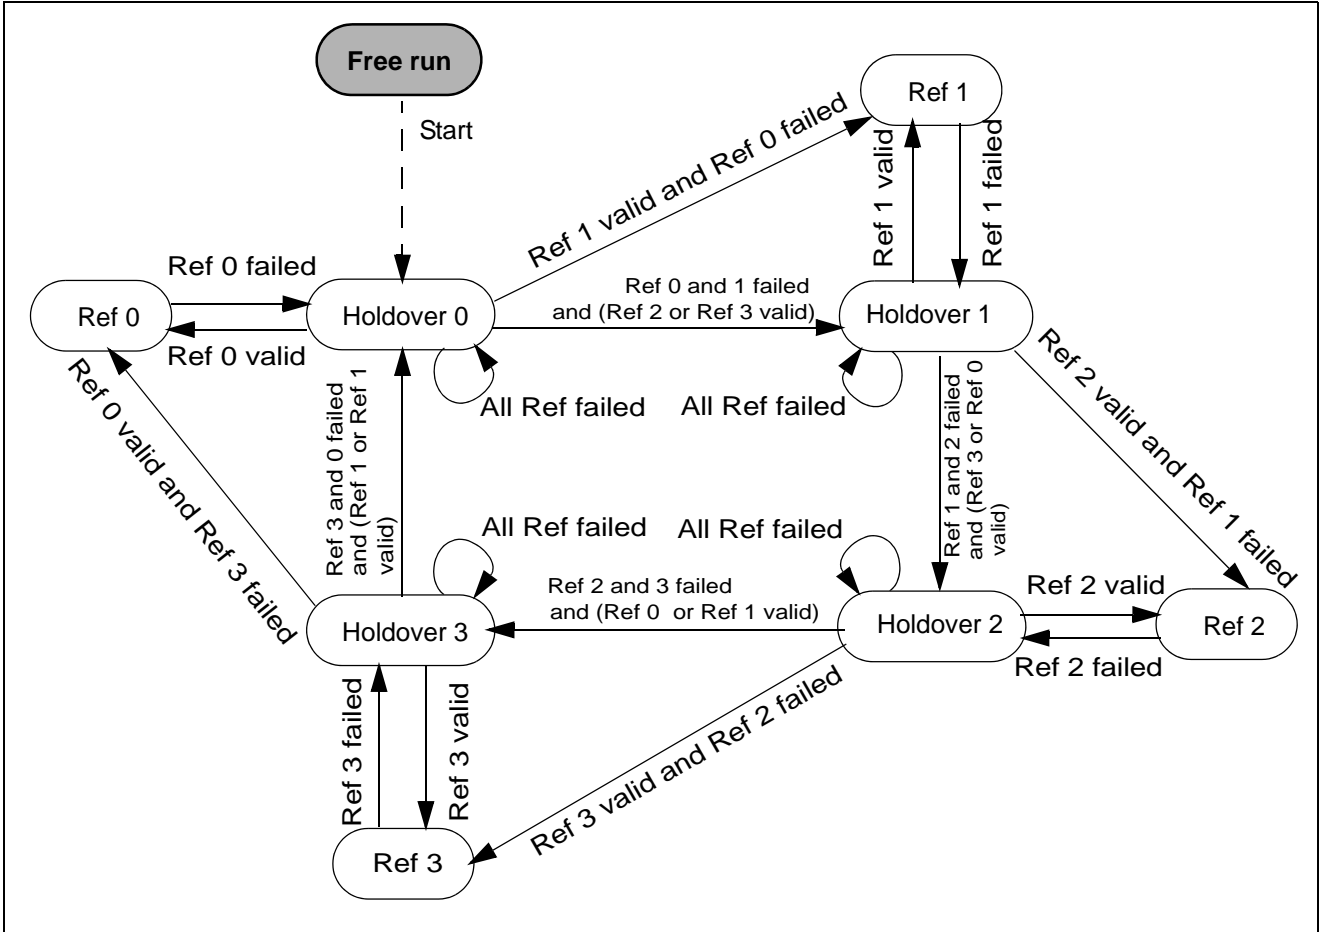 Free run
Start
Ref 1
Ref 1 valid and Ref 0 failed
Ref 1 valid
Ref 1 failed
Ref 0 failed
Ref 0
Ref 0 valid
Holdover 0
Ref 0 and 1 failed
and (Ref 2 or Ref 3 valid)
Holdover 1
All Ref failed
All Ref failed
Ref 2 valid and Ref 1 failed
Ref 0 valid and Ref 3 failed
Ref 3 and 0 failed
and (Ref 1 or Ref 1
valid)
Ref 1 and 2 failed
and (Ref 3 or Ref 0
valid)
All Ref failed
All Ref failed
Ref 2 and 3 failed
and (Ref 0 or Ref 1 valid)
Holdover 3
Holdover 2
Ref 2 valid
Ref 2
Ref 2 failed
Ref 3 failed
Ref 3 valid
Ref 3 valid and Ref 2 failed
Ref 3